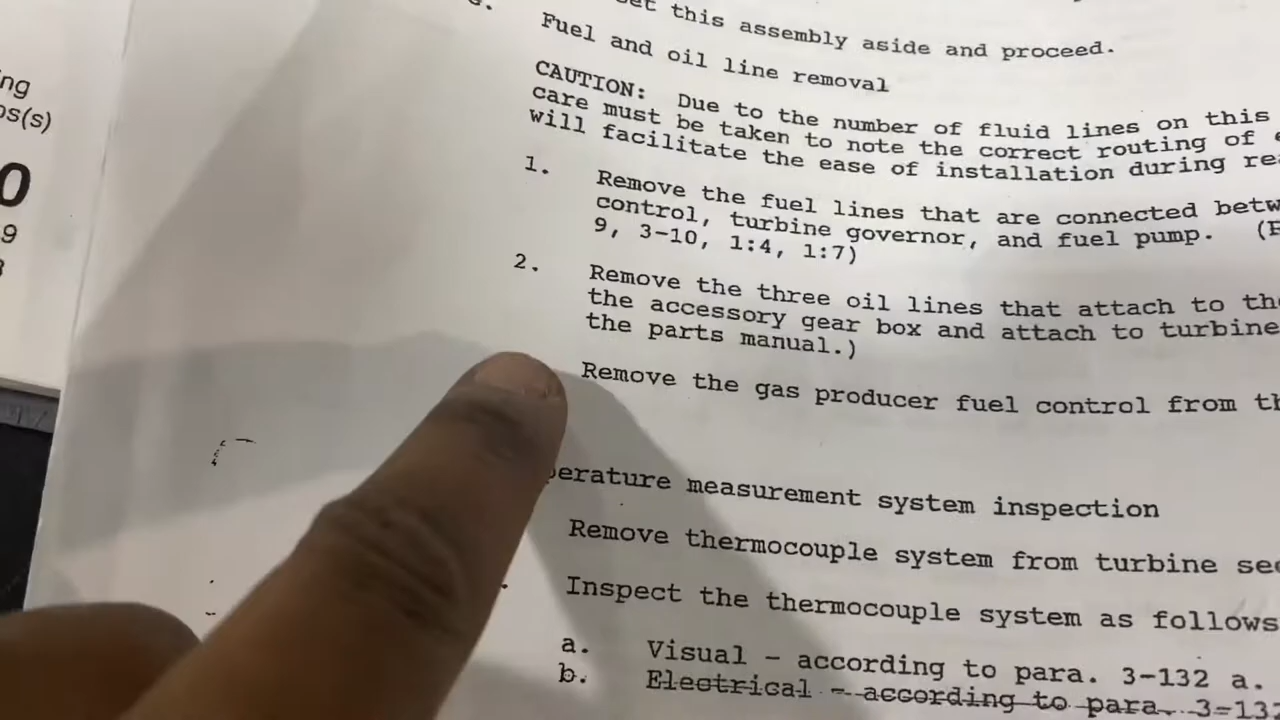 ng
os(s)
0
9
et this assembly aside and proceed.
Fuel and oil line removal
CAUTION: Due to the number of fluid lines on this
care must be taken to note the correct routing of
will facilitate the ease of installation during re
1. Remove the fuel lines that are connected betw
control, turbine governor, and fuel pump. (F
9, 3-10, 1:4, 1:7)
2. Remove the three oil lines that attach to th
the accessory gear box and attach to turbine
the parts manual.)
Remove the gas producer fuel control from th
perature measurement system inspection
Remove thermocouple system from turbine sec
Inspect the thermocouple system as follows
a. Visual - according to para. 3-132 a.
b. Electrical - according to para. 3-132